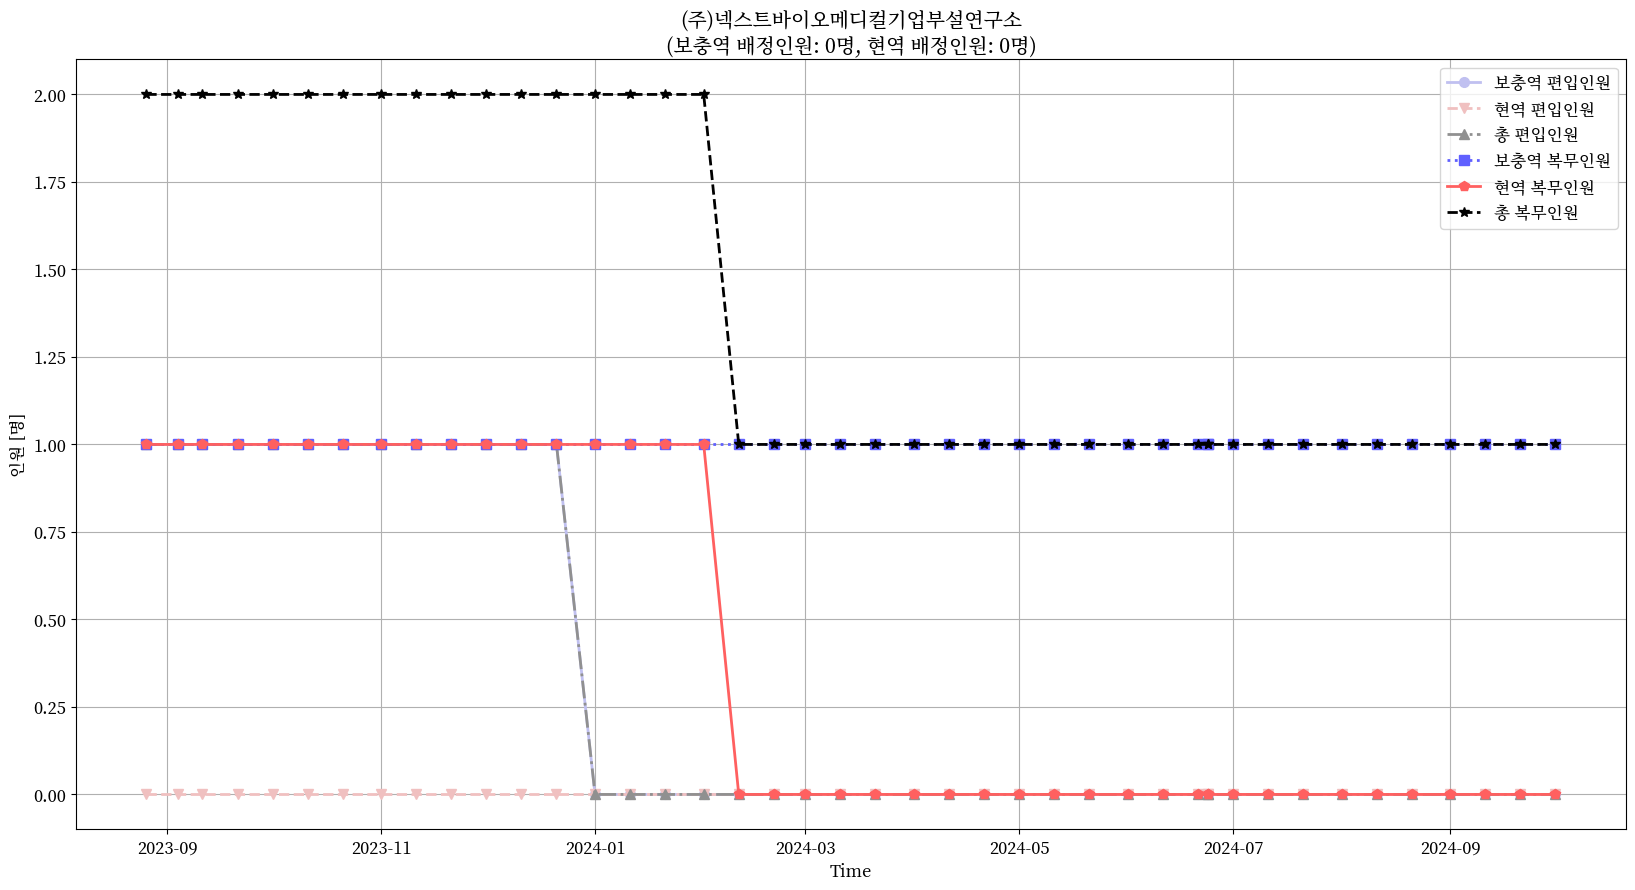 (주)넥스트바이오메디컬기업부설연구소
(보충역 배정인원: 0명, 현역 배정인원: 0명)
보충역 편입인원
현역 편입인원
총 편입인원
보충역 복무인원
현역 복무인원
총 복무인원
인원 [명]
2.00
1.75
1.50
1.25
1.00
0.75
0.50
0.25
0.00
2023-09 2023-11 2024-01 2024-03 2024-05 2024-07 2024-09
Time